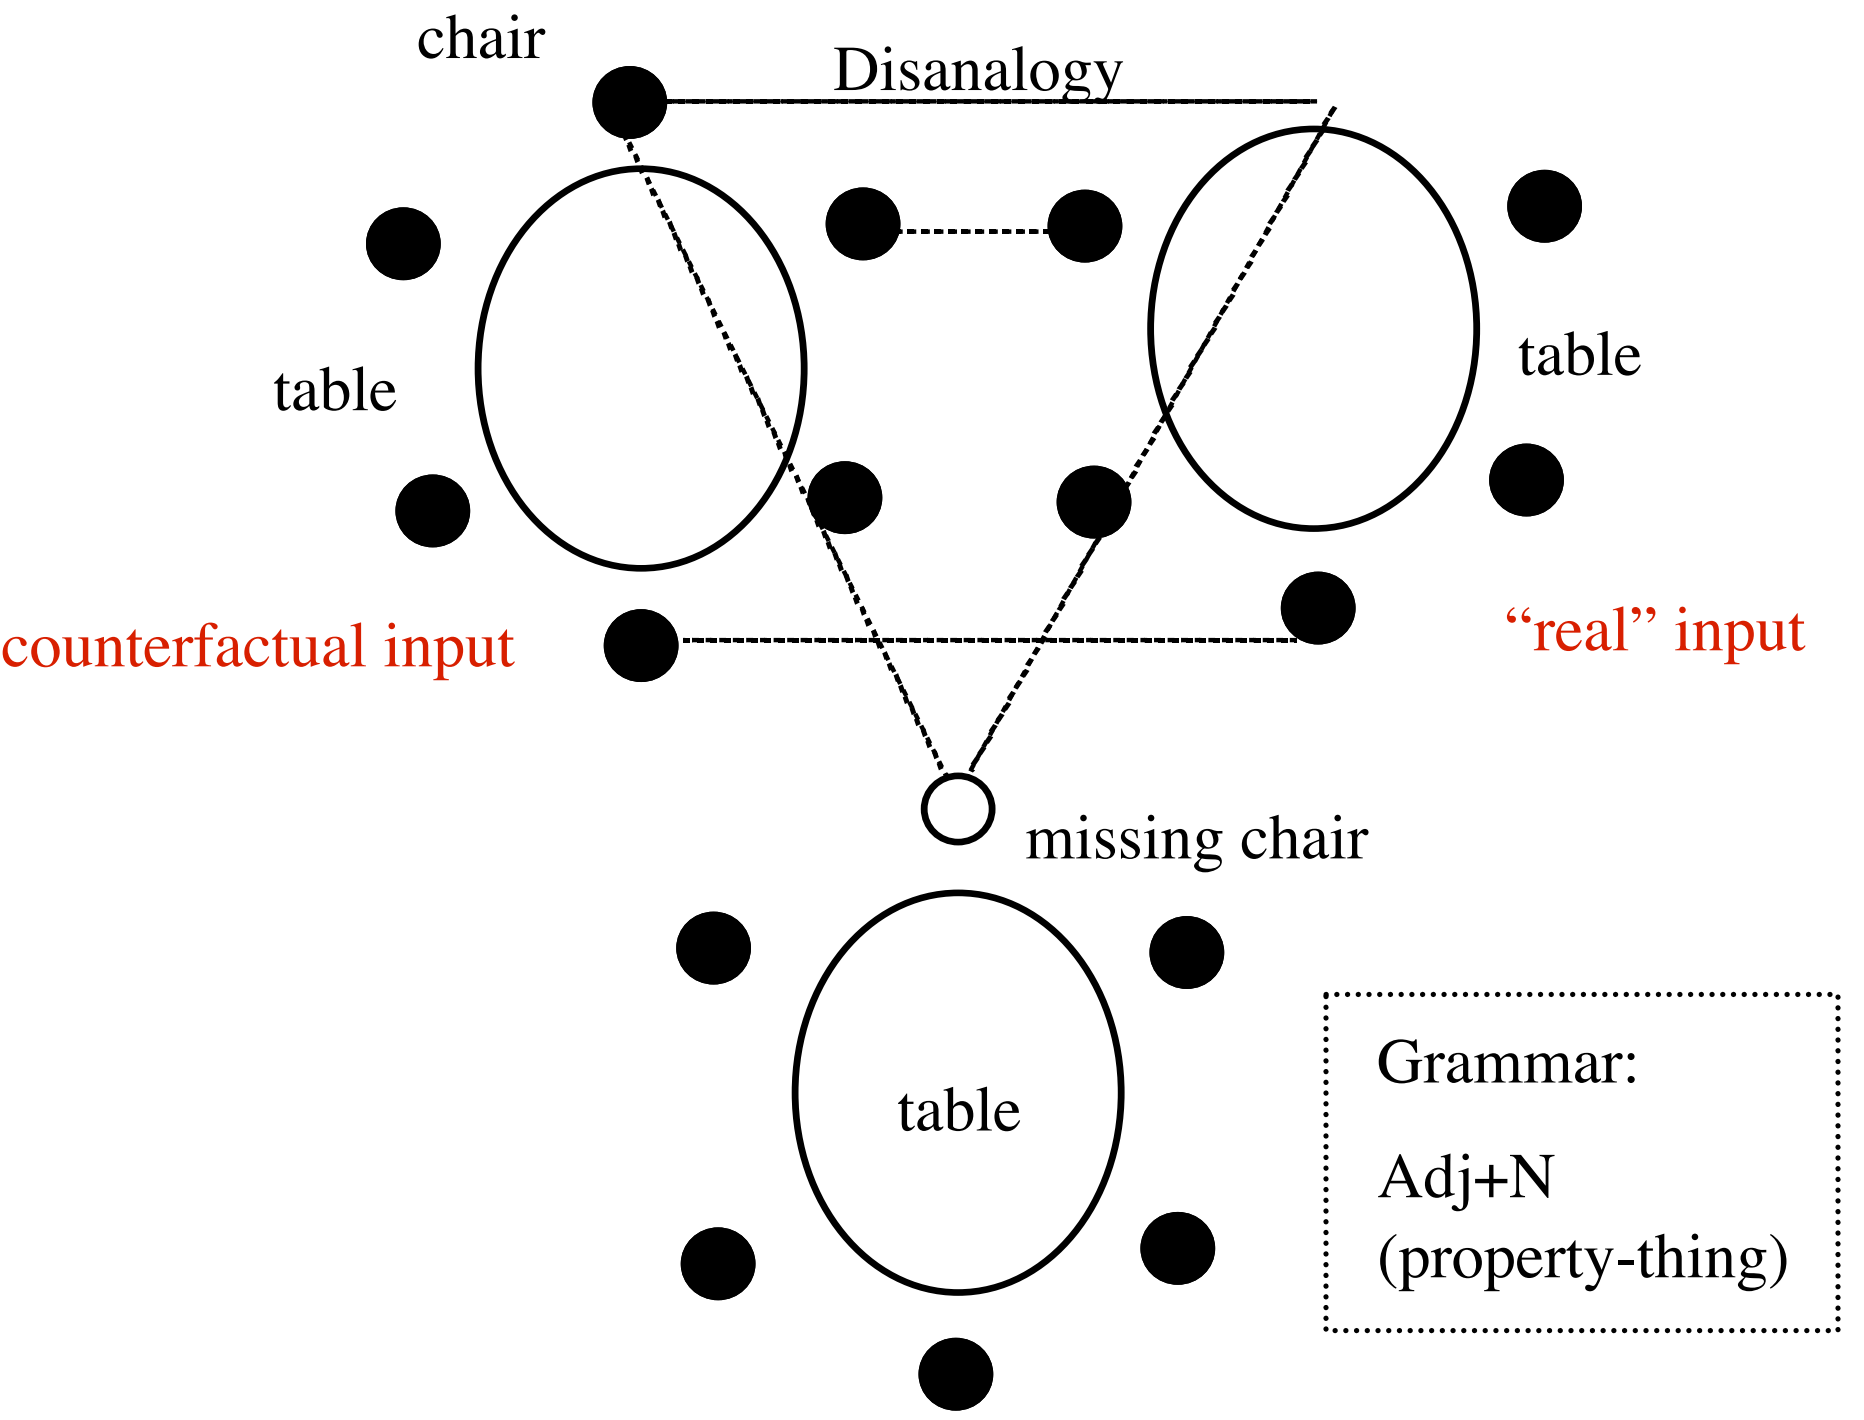 chair
Disanalogy
table
table
counterfactual input
“real” input
missing chair
table
Grammar:
Adj+N
(property-thing)